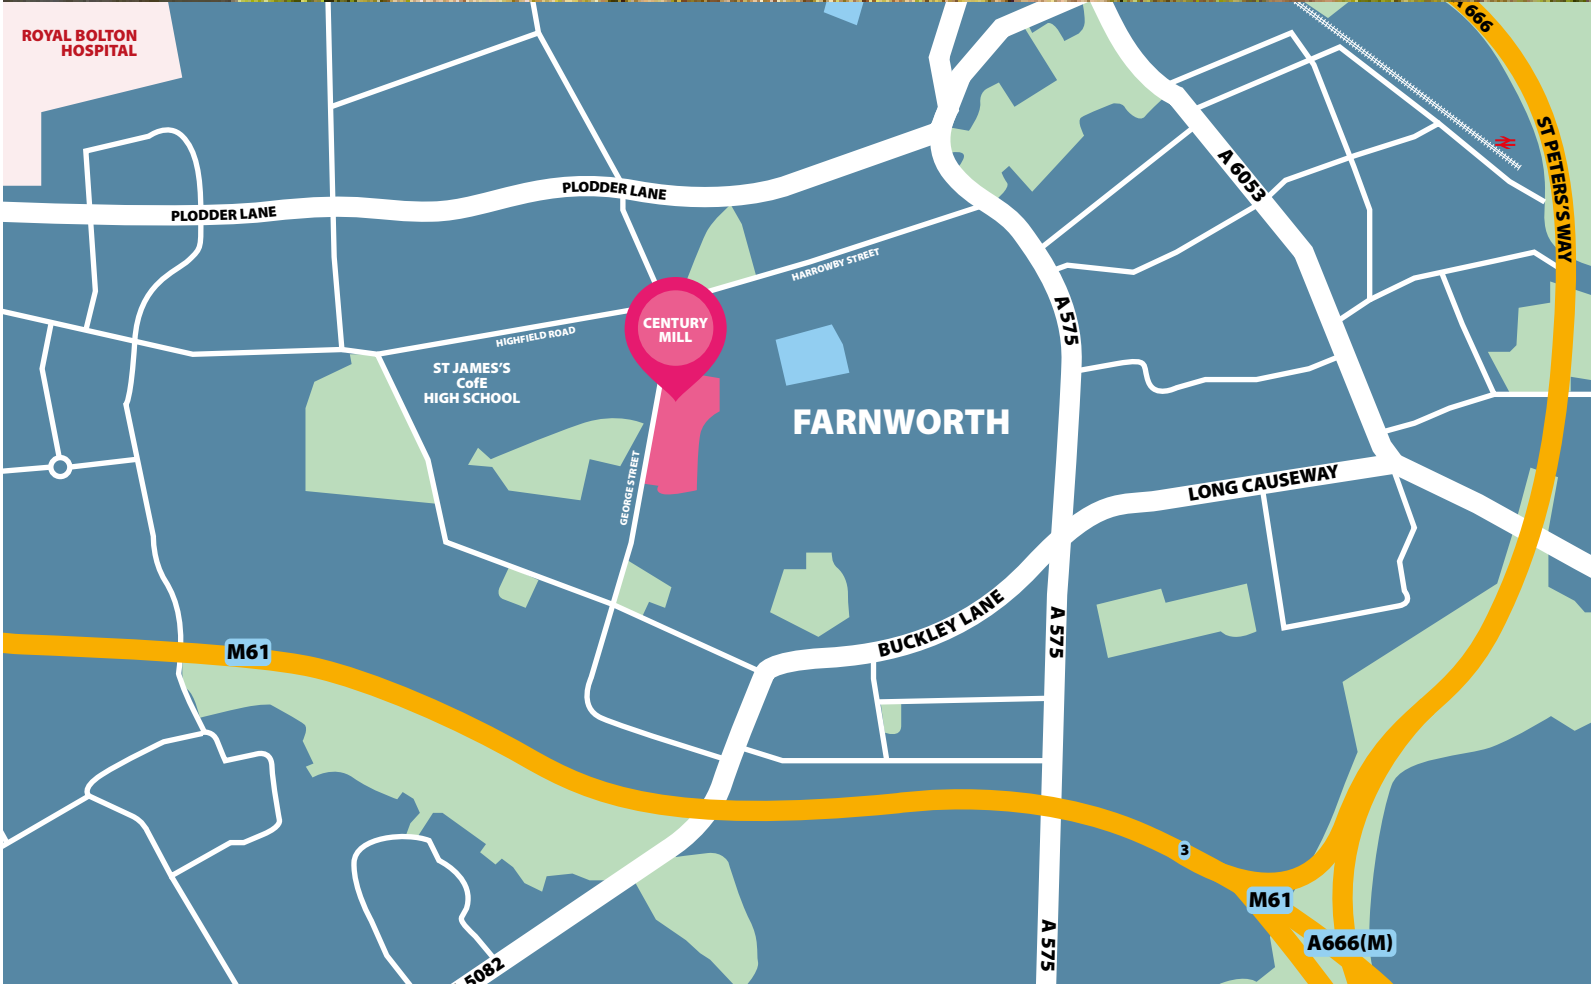 ROYAL BOLTON
HOSPITAL
A 666
ST PETERS'S WAY
A 6053
PLODDER LANE
PLODDER LANE
HARROWBY STREET
HIGHFIELD ROAD
CENTURY
MILL
A 575
ST JAMES'S
CofE
HIGH SCHOOL
FARNWORTH
GEORGE STREET
LONG CAUSEWAY
BUCKLEY LANE
A 575
M61
3
M61
A666(M)
A 575
5082